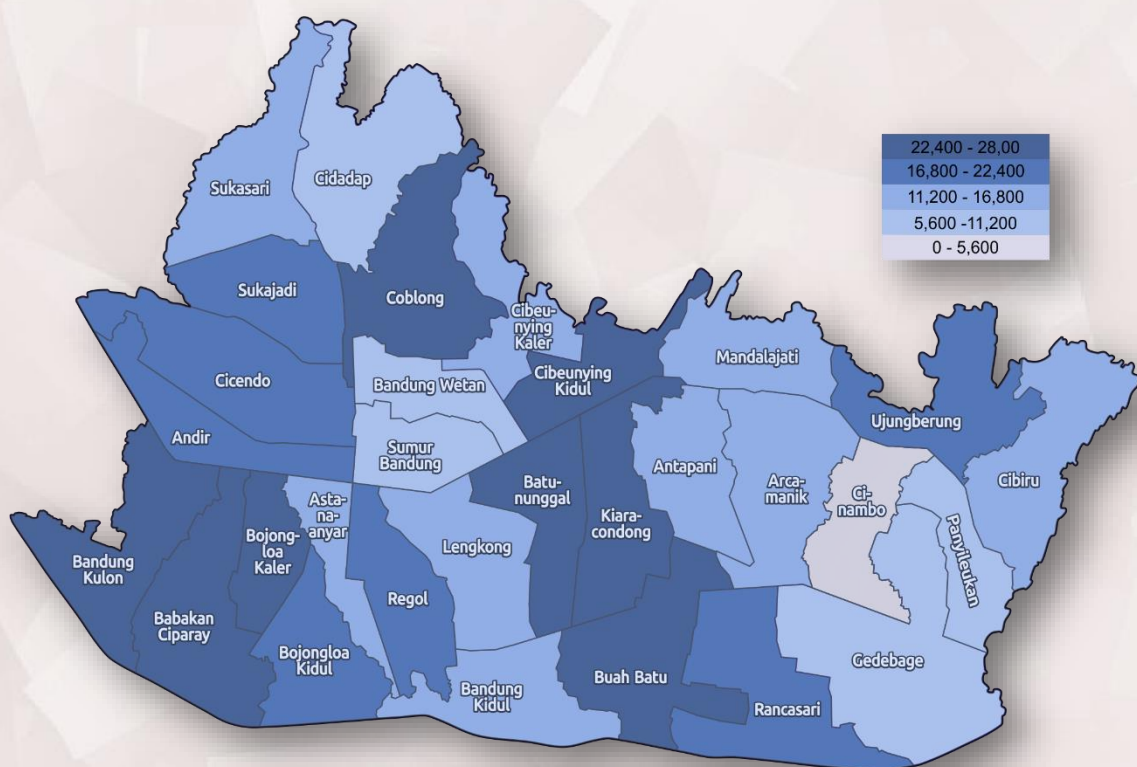 22,400 - 28,00
16,800 - 22,400
11,200 - 16,800
5,600 -11,200
0 - 5,600
Sukasari
Cidadap
Sukajadi
Coblong
Cibeu-
nying
Kaler
Cicendo
Bandung Wetan
Cibeunying
Kidul
Mandalajati
Ujungberung
Andir
Sumur
Bandung
Batu-
nunggal
Antapani
Arca-
manik
Ci-
nambo
Cibiru
Panyileukan
Bandung
Kulon
Bojong-
loa
Kaler
Asta-
na-
anyar
Lengkong
Kiara-
condong
Babakan
Ciparay
Regol
Bojongloa
Kidul
Bandung
Kidul
Buah Batu
Rancasari
Gedebage